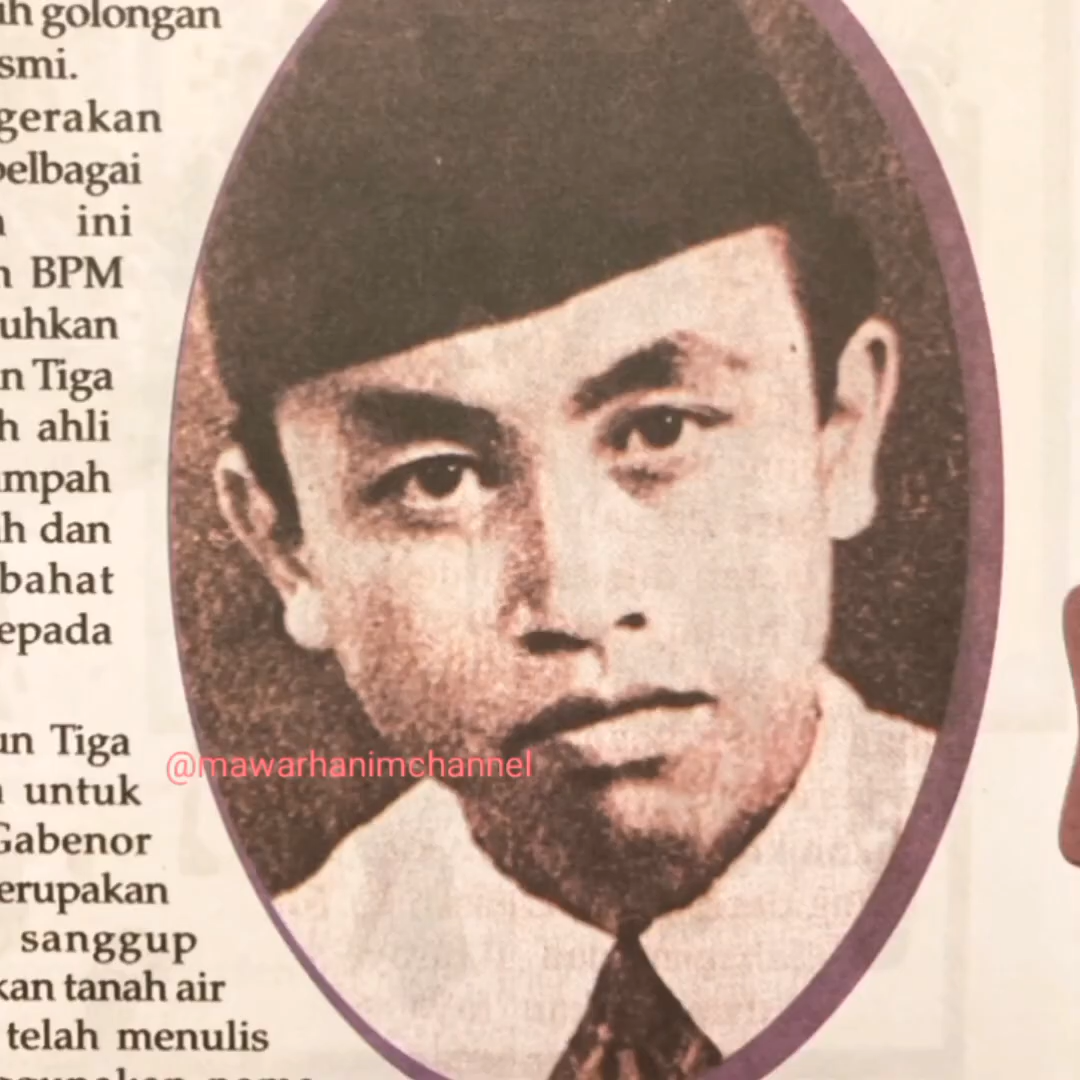 ih golongan
smi.
gerakan
pelbagai
ini
BPM
uhkan
n Tiga
h ahli
mpah
h dan
bahat
epada
un Tiga
untuk
Gabenor
erupakan
sanggup
kan tanah air
telah menulis
@mawarhanimchannel